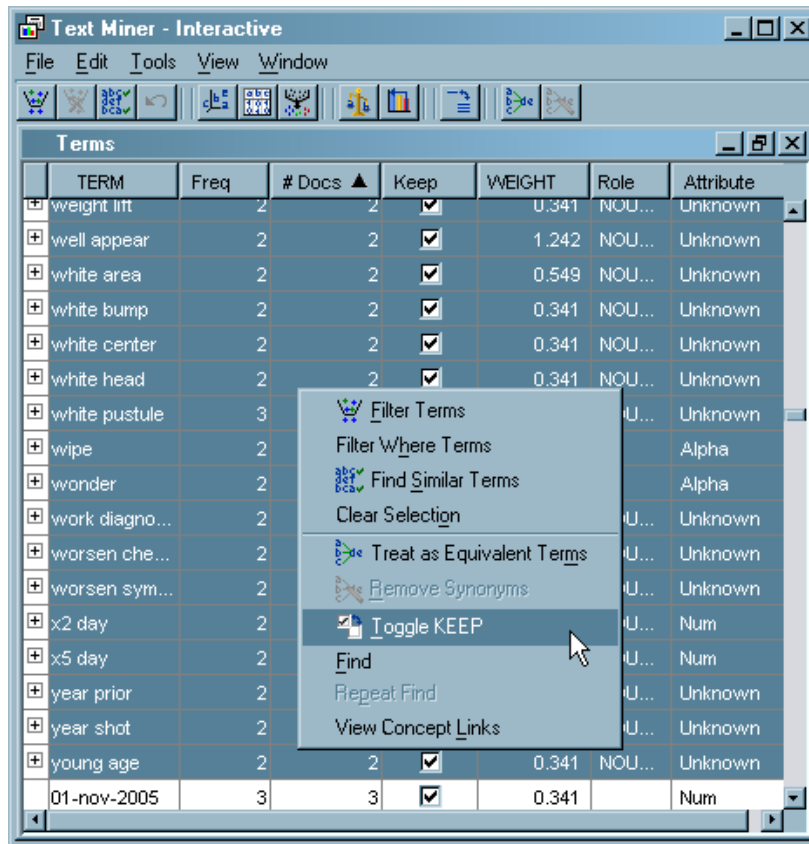 Text Miner - Interactive
File Edit Tools View Window
Terms
TERM Freq # Docs ▲ Keep WEIGHT Role Attribute
weight lift 2 2 0.341 NOU... Unknown
well appear 2 2 1.242 NOU... Unknown
white area 2 2 0.549 NOU... Unknown
white bump 2 2 0.341 NOU... Unknown
white center 2 2 0.341 NOU... Unknown
white head 2 2 0.341 NOU... Unknown
white pustule 3 Filter Terms U... Unknown
wipe 2 Filter Where Terms Alpha
wonder 2 Find Similar Terms Alpha
work diagno... 2 Clear Selection U... Unknown
worsen che... 2 Treat as Equivalent Terms U... Unknown
worsen sym... 2 Remove Synonyms U... Unknown
x2 day 2 Toggle KEEP U... Num
x5 day 2 Find U... Num
year prior 2 Repeat Find U... Unknown
year shot 2 View Concept Links U... Unknown
young age 2 2 0.341 NOU... Unknown
01-nov-2005 3 3 0.341 Num